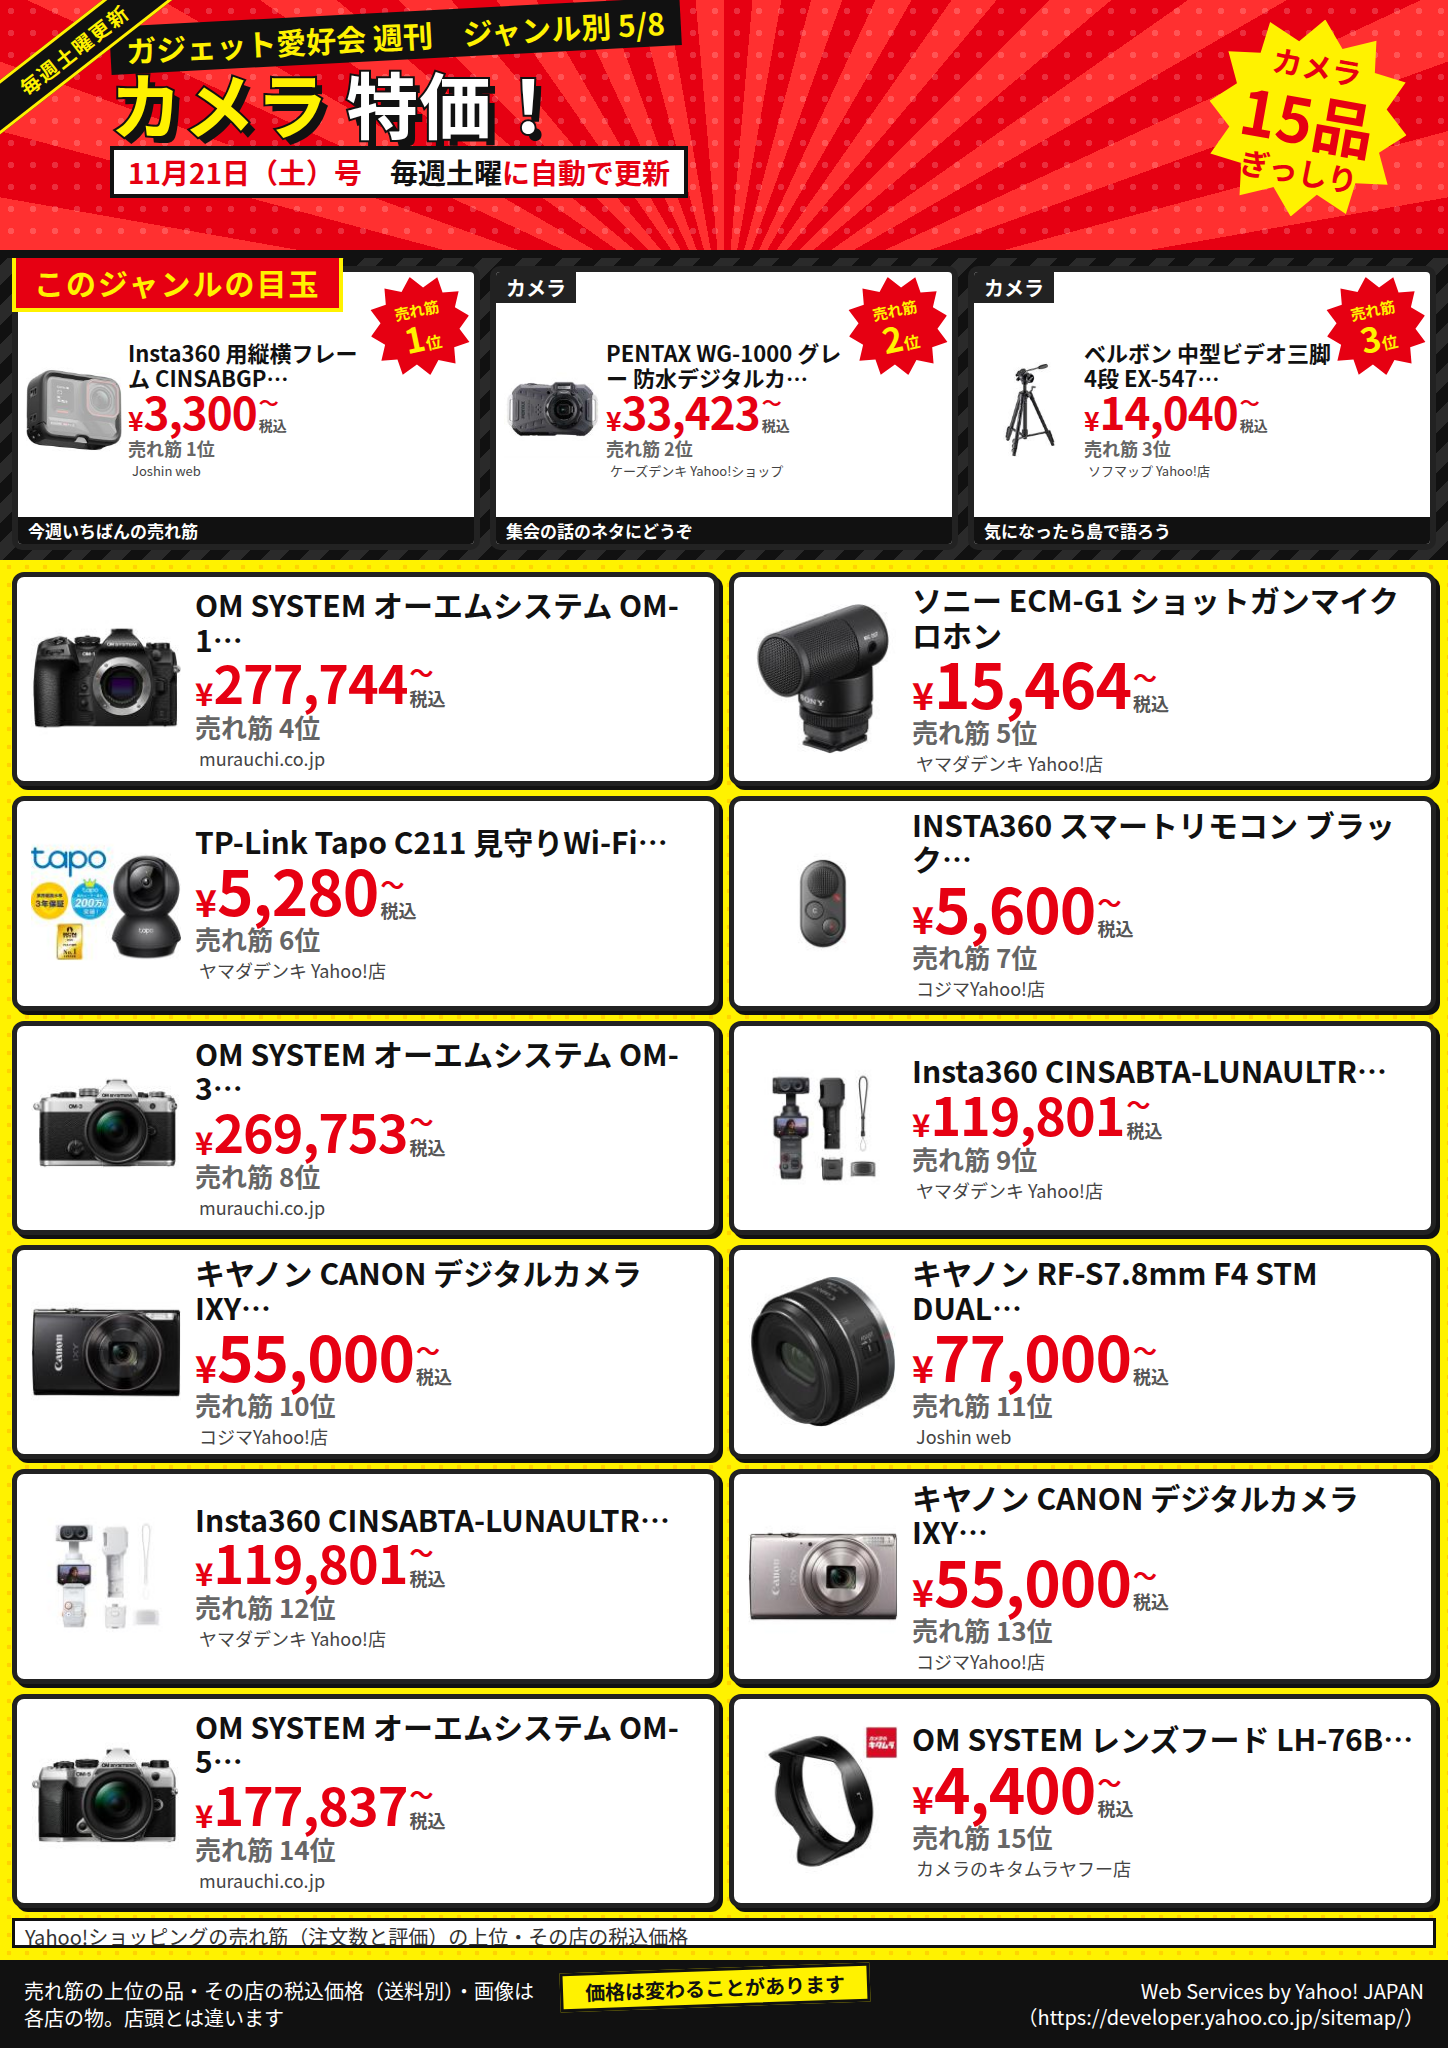 毎週土曜更新
ガジェット愛好会 週刊　ジャンル別 5/8
カメラ 特価！
11月21日（土）号　毎週土曜に自動で更新
カメラ
15品
ぎっしり
このジャンルの目玉
売れ筋
1位
Insta360 用縦横フレー
ム CINSABGP…
¥3,300〜
税込
売れ筋 1位
Joshin web
今週いちばんの売れ筋
カメラ
売れ筋
2位
PENTAX WG-1000 グレ
ー 防水デジタルカ…
¥33,423〜
税込
売れ筋 2位
ケーズデンキ Yahoo!ショップ
集会の話のネタにどうぞ
カメラ
売れ筋
3位
ベルボン 中型ビデオ三脚
4段 EX-547…
¥14,040〜
税込
売れ筋 3位
ソフマップ Yahoo!店
気になったら島で語ろう
OM SYSTEM オーエムシステム OM-
1…
¥277,744〜
税込
売れ筋 4位
murauchi.co.jp
ソニー ECM-G1 ショットガンマイク
ロホン
¥15,464〜
税込
売れ筋 5位
ヤマダデンキ Yahoo!店
tapo
3年保証
200万
No.1
tapo
TP-Link Tapo C211 見守りWi-Fi…
¥5,280〜
税込
売れ筋 6位
ヤマダデンキ Yahoo!店
INSTA360 スマートリモコン ブラッ
ク…
¥5,600〜
税込
売れ筋 7位
コジマYahoo!店
OM SYSTEM オーエムシステム OM-
3…
¥269,753〜
税込
売れ筋 8位
murauchi.co.jp
Insta360 CINSABTA-LUNAULTR…
¥119,801〜
税込
売れ筋 9位
ヤマダデンキ Yahoo!店
Canon
IXY
キヤノン CANON デジタルカメラ
IXY…
¥55,000〜
税込
売れ筋 10位
コジマYahoo!店
キヤノン RF-S7.8mm F4 STM
DUAL…
¥77,000〜
税込
売れ筋 11位
Joshin web
Insta360 CINSABTA-LUNAULTR…
¥119,801〜
税込
売れ筋 12位
ヤマダデンキ Yahoo!店
Canon
IXY
キヤノン CANON デジタルカメラ
IXY…
¥55,000〜
税込
売れ筋 13位
コジマYahoo!店
OM SYSTEM オーエムシステム OM-
5…
¥177,837〜
税込
売れ筋 14位
murauchi.co.jp
カメラの
キタムラ
OM SYSTEM レンズフード LH-76B…
¥4,400〜
税込
売れ筋 15位
カメラのキタムラヤフー店
Yahoo!ショッピングの売れ筋（注文数と評価）の上位・その店の税込価格
売れ筋の上位の品・その店の税込価格（送料別）・画像は
各店の物。店頭とは違います
価格は変わることがあります
Web Services by Yahoo! JAPAN
（https://developer.yahoo.co.jp/sitemap/）